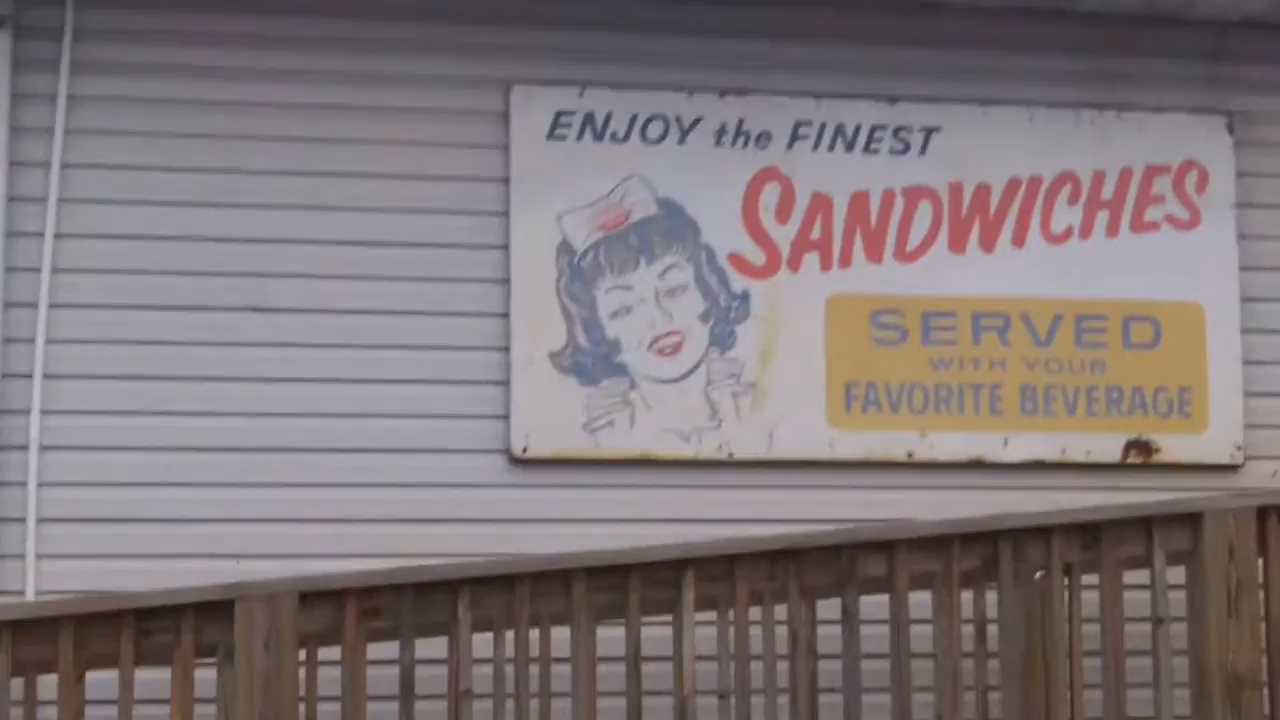 ENJOY the FINEST
SANDWICHES
SERVED
WITH YOUR
FAVORITE BEVERAGE